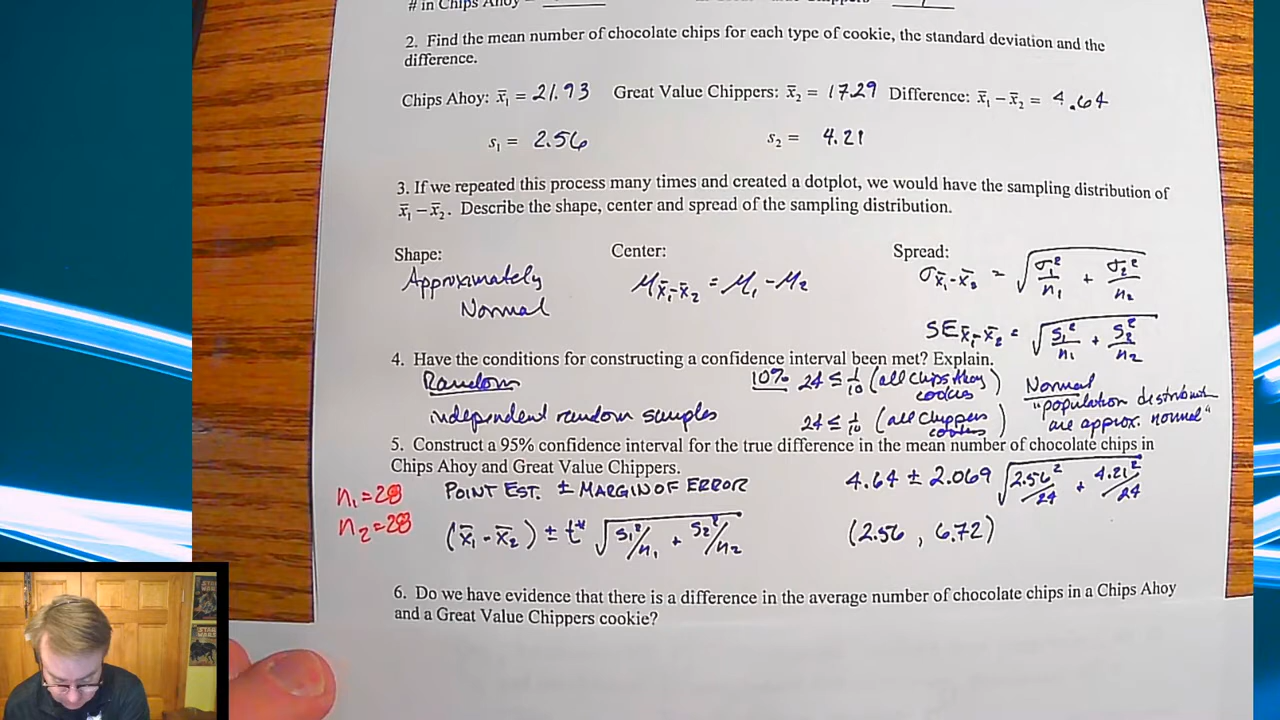 # in Chips Ahoy =
2. Find the mean number of chocolate chips for each type of cookie, the standard deviation and the
difference.
Chips Ahoy: x̄₁ = 21.93 Great Value Chippers: x̄₂ = 17.29 Difference: x̄₁ − x̄₂ = 4.64
s₁ = 2.56 s₂ = 4.21
3. If we repeated this process many times and created a dotplot, we would have the sampling distribution of
x̄₁ − x̄₂. Describe the shape, center and spread of the sampling distribution.
Shape: Center: Spread:
Approximately
Normal
μx̄₁-x̄₂ = μ₁ - μ₂
σx̄₁-x̄₂ = √(σ₁²/n₁ + σ₂²/n₂)
SEx̄₁-x̄₂ = √(s₁²/n₁ + s₂²/n₂)
4. Have the conditions for constructing a confidence interval been met? Explain.
Random
independent random samples
10% 24 ≤ 1/10 (all Chips Ahoy
cookies)
24 ≤ 1/10 (all Chippers
cookies)
Normal
"population distributions
are approx. normal"
5. Construct a 95% confidence interval for the true difference in the mean number of chocolate chips in
Chips Ahoy and Great Value Chippers.
n₁=28
n₂=28
POINT EST. ± MARGIN OF ERROR
(x̄₁ - x̄₂) ± t* √(s₁²/n₁ + s₂²/n₂)
4.64 ± 2.069 √(2.56²/24 + 4.21²/24)
(2.56 , 6.72)
6. Do we have evidence that there is a difference in the average number of chocolate chips in a Chips Ahoy
and a Great Value Chippers cookie?
STAR
WARS